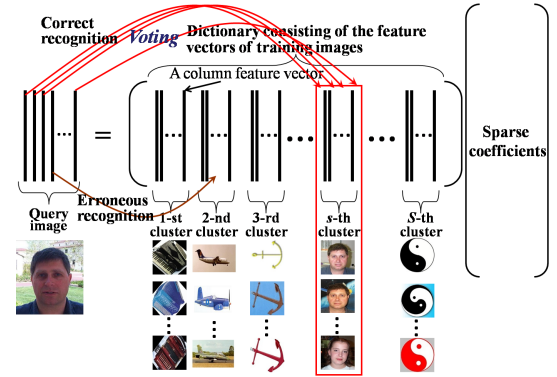 Correct
recognition
Voting
Dictionary consisting of the feature
vectors of training images
A column feature vector
...
=
...
...
...
...
...
...
...
Sparse
coefficients
Query
image
Erroneous
recognition
1-st
cluster
2-nd
cluster
3-rd
cluster
s-th
cluster
S-th
cluster